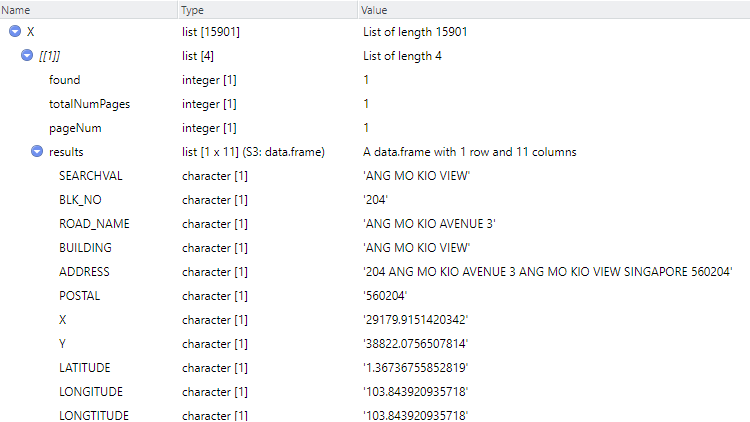 Name Type Value
X list [15901] List of length 15901
[[1]] list [4] List of length 4
found integer [1] 1
totalNumPages integer [1] 1
pageNum integer [1] 1
results list [1 x 11] (S3: data.frame) A data.frame with 1 row and 11 columns
SEARCHVAL character [1] 'ANG MO KIO VIEW'
BLK_NO character [1] '204'
ROAD_NAME character [1] 'ANG MO KIO AVENUE 3'
BUILDING character [1] 'ANG MO KIO VIEW'
ADDRESS character [1] '204 ANG MO KIO AVENUE 3 ANG MO KIO VIEW SINGAPORE 560204'
POSTAL character [1] '560204'
X character [1] '29179.9151420342'
Y character [1] '38822.0756507814'
LATITUDE character [1] '1.36736755852819'
LONGITUDE character [1] '103.843920935718'
LONGTITUDE character [1] '103.843920935718'